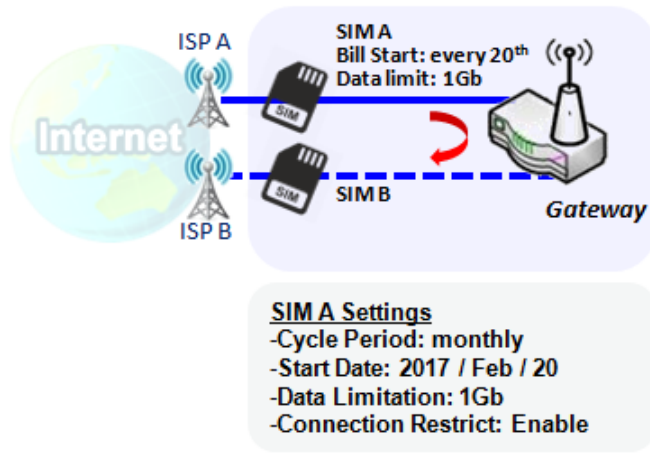 ISP A
SIM A
Bill Start: every 20th
Data limit: 1Gb
SIM
Internet
SIM
SIM B
ISP B
Gateway
SIM A Settings
-Cycle Period: monthly
-Start Date: 2017 / Feb / 20
-Data Limitation: 1Gb
-Connection Restrict: Enable